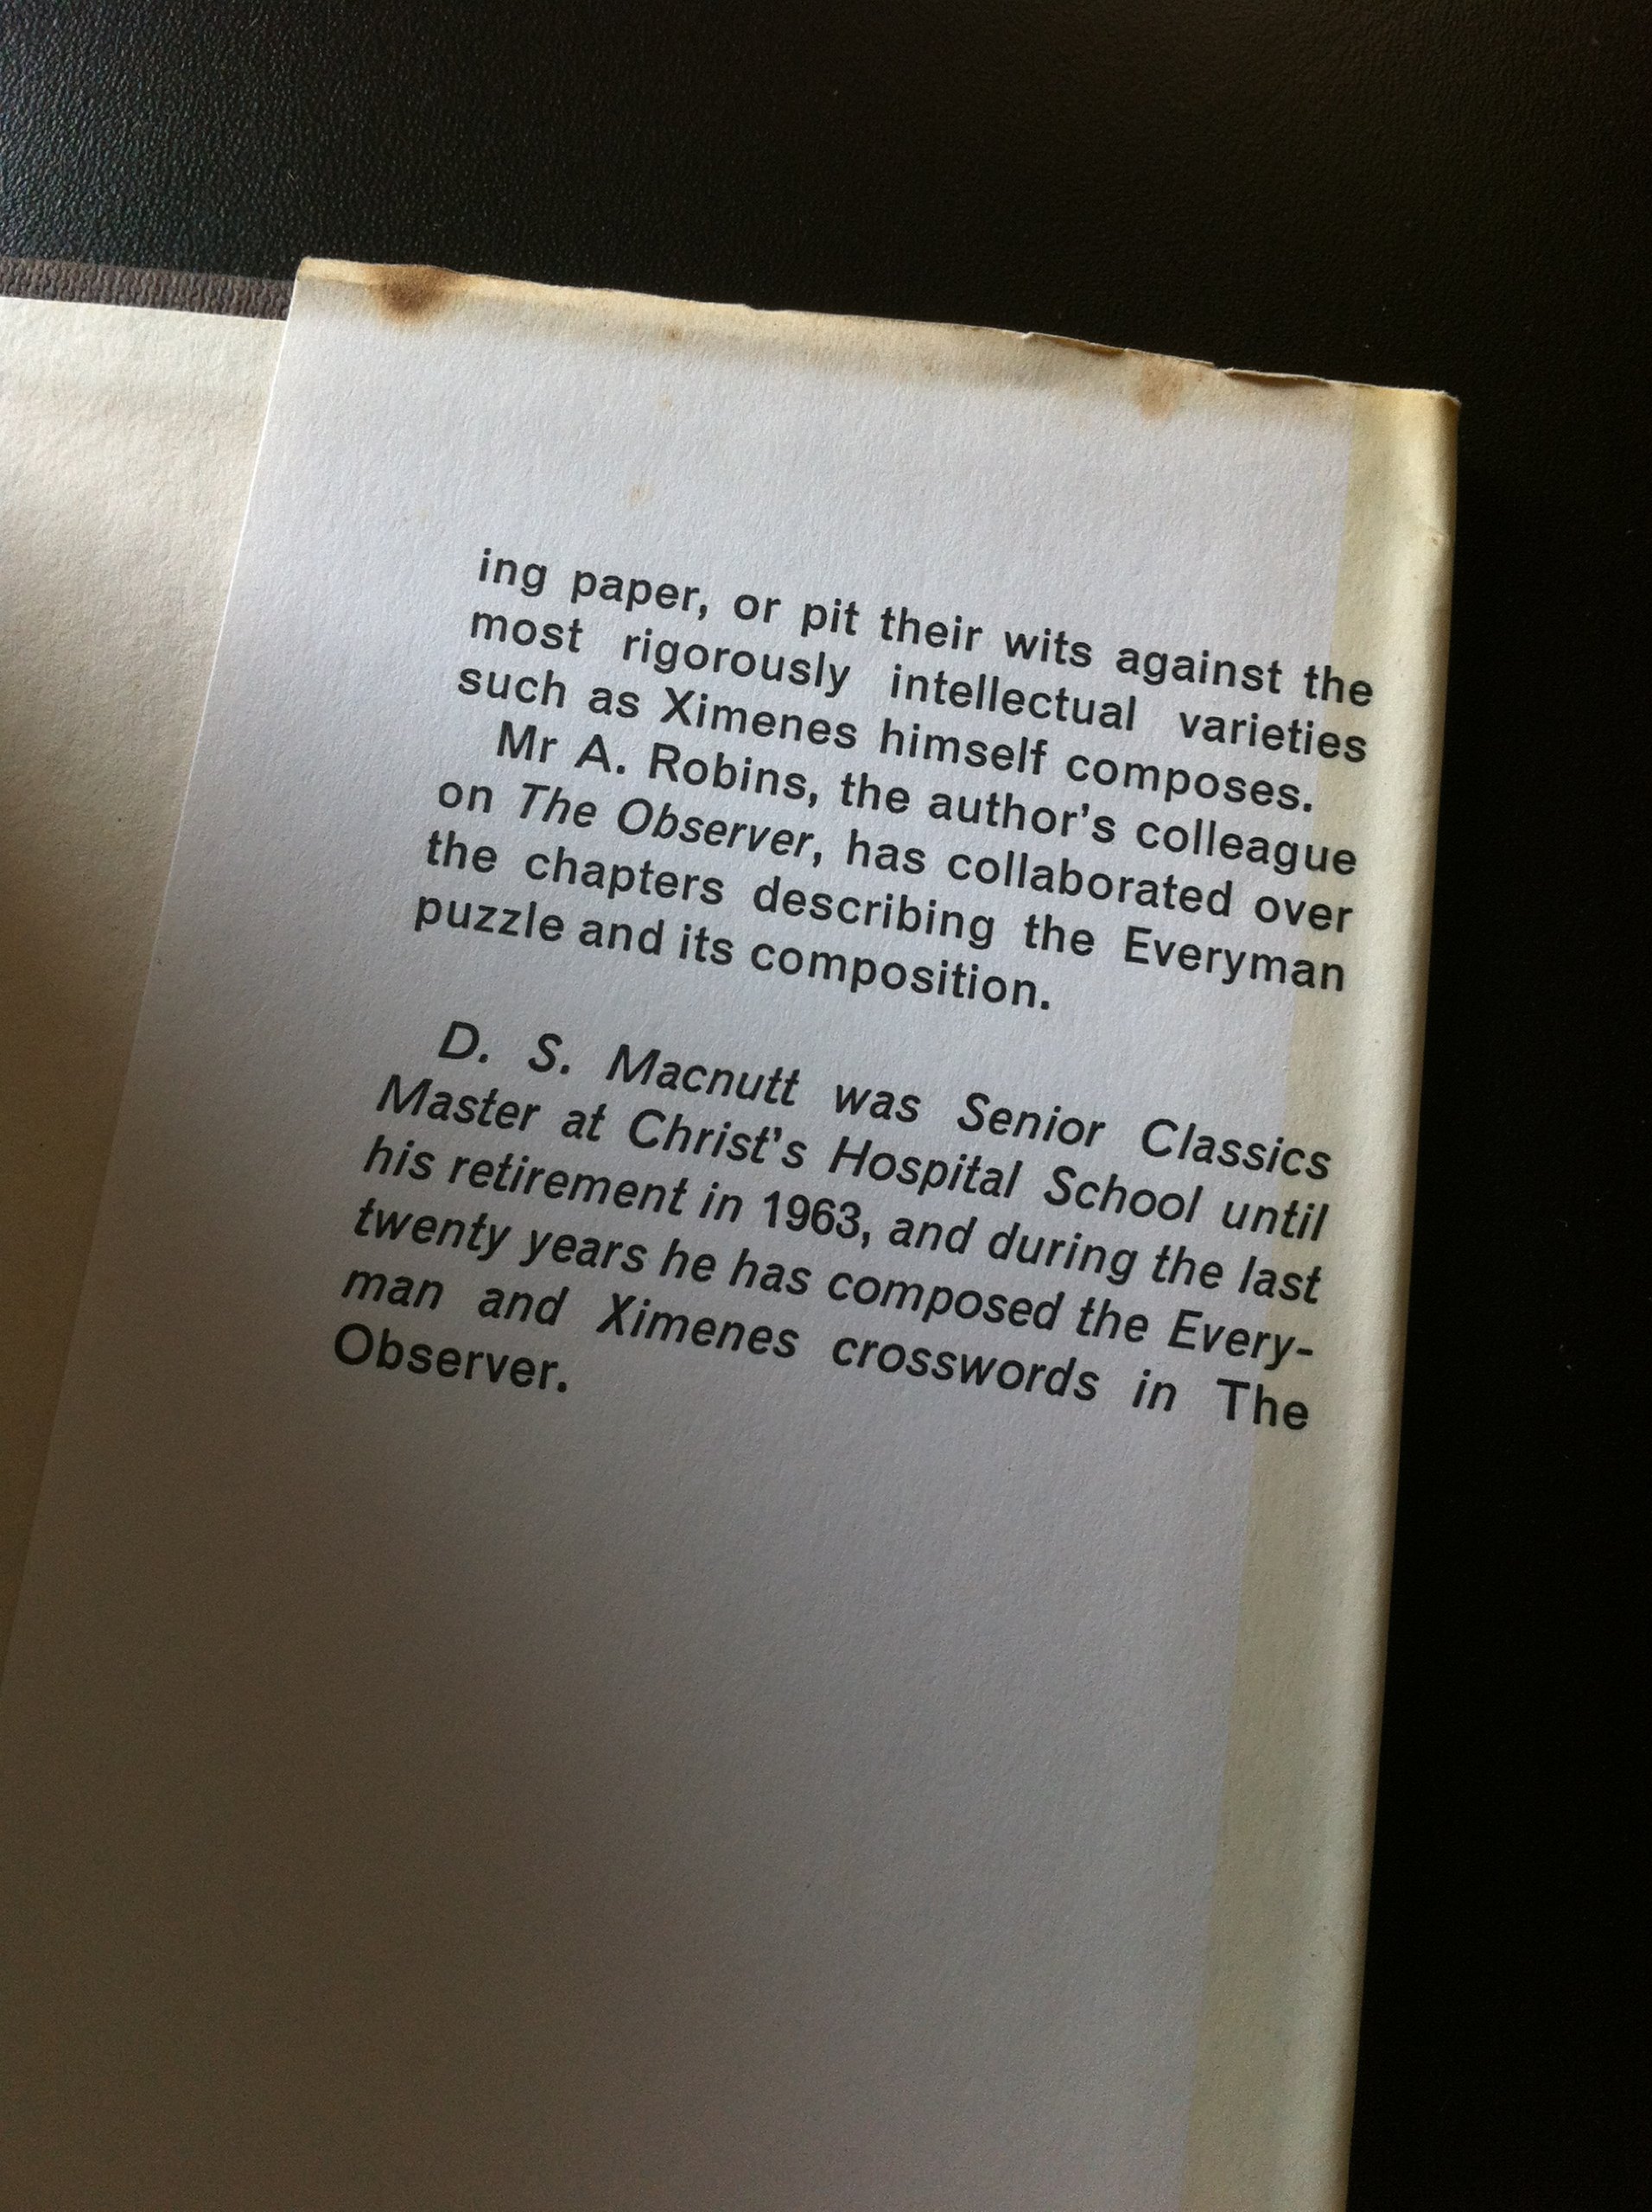 ing paper, or pit their wits against the
most rigorously intellectual varieties
such as Ximenes himself composes.
Mr A. Robins, the author's colleague
on The Observer, has collaborated over
the chapters describing the Everyman
puzzle and its composition.
D. S. Macnutt was Senior Classics
Master at Christ's Hospital School until
his retirement in 1963, and during the last
twenty years he has composed the Every-
man and Ximenes crosswords in The
Observer.